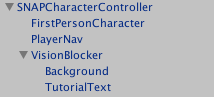 SNAPCharacterController
FirstPersonCharacter
PlayerNav
VisionBlocker
Background
TutorialText